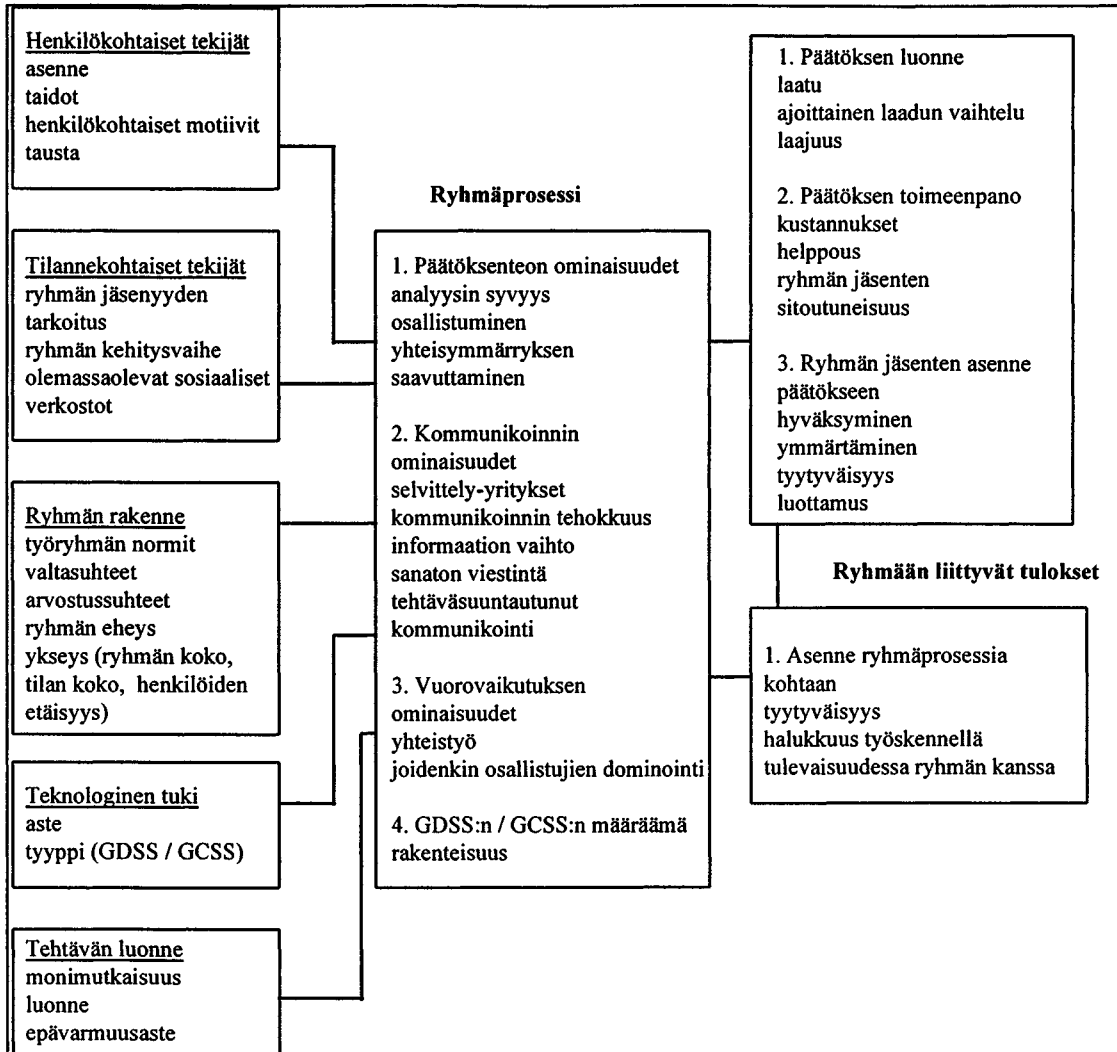 Henkilökohtaiset tekijät
asenne
taidot
henkilökohtaiset motiivit
tausta
Tilannekohtaiset tekijät
ryhmän jäsenyyden
tarkoitus
ryhmän kehitysvaihe
olemassaolevat sosiaaliset
verkostot
Ryhmän rakenne
työryhmän normit
valtasuhteet
arvostussuhteet
ryhmän eheys
ykseys (ryhmän koko,
tilan koko, henkilöiden
etäisyys)
Teknologinen tuki
aste
tyyppi (GDSS / GCSS)
Tehtävän luonne
monimutkaisuus
luonne
epävarmuusaste
Ryhmäprosessi
1. Päätöksenteon ominaisuudet
analyysin syvyys
osallistuminen
yhteisymmärryksen
saavuttaminen
2. Kommunikoinnin
ominaisuudet
selvittely-yritykset
kommunikoinnin tehokkuus
informaation vaihto
sanaton viestintä
tehtäväsuuntautunut
kommunikointi
3. Vuorovaikutuksen
ominaisuudet
yhteistyö
joidenkin osallistujien dominointi
4. GDSS:n / GCSS:n määräämä
rakenteisuus
1. Päätöksen luonne
laatu
ajoittainen laadun vaihtelu
laajuus
2. Päätöksen toimeenpano
kustannukset
helppous
ryhmän jäsenten
sitoutuneisuus
3. Ryhmän jäsenten asenne
päätökseen
hyväksyminen
ymmärtäminen
tyytyväisyys
luottamus
Ryhmään liittyvät tulokset
1. Asenne ryhmäprosessia
kohtaan
tyytyväisyys
halukkuus työskennellä
tulevaisuudessa ryhmän kanssa